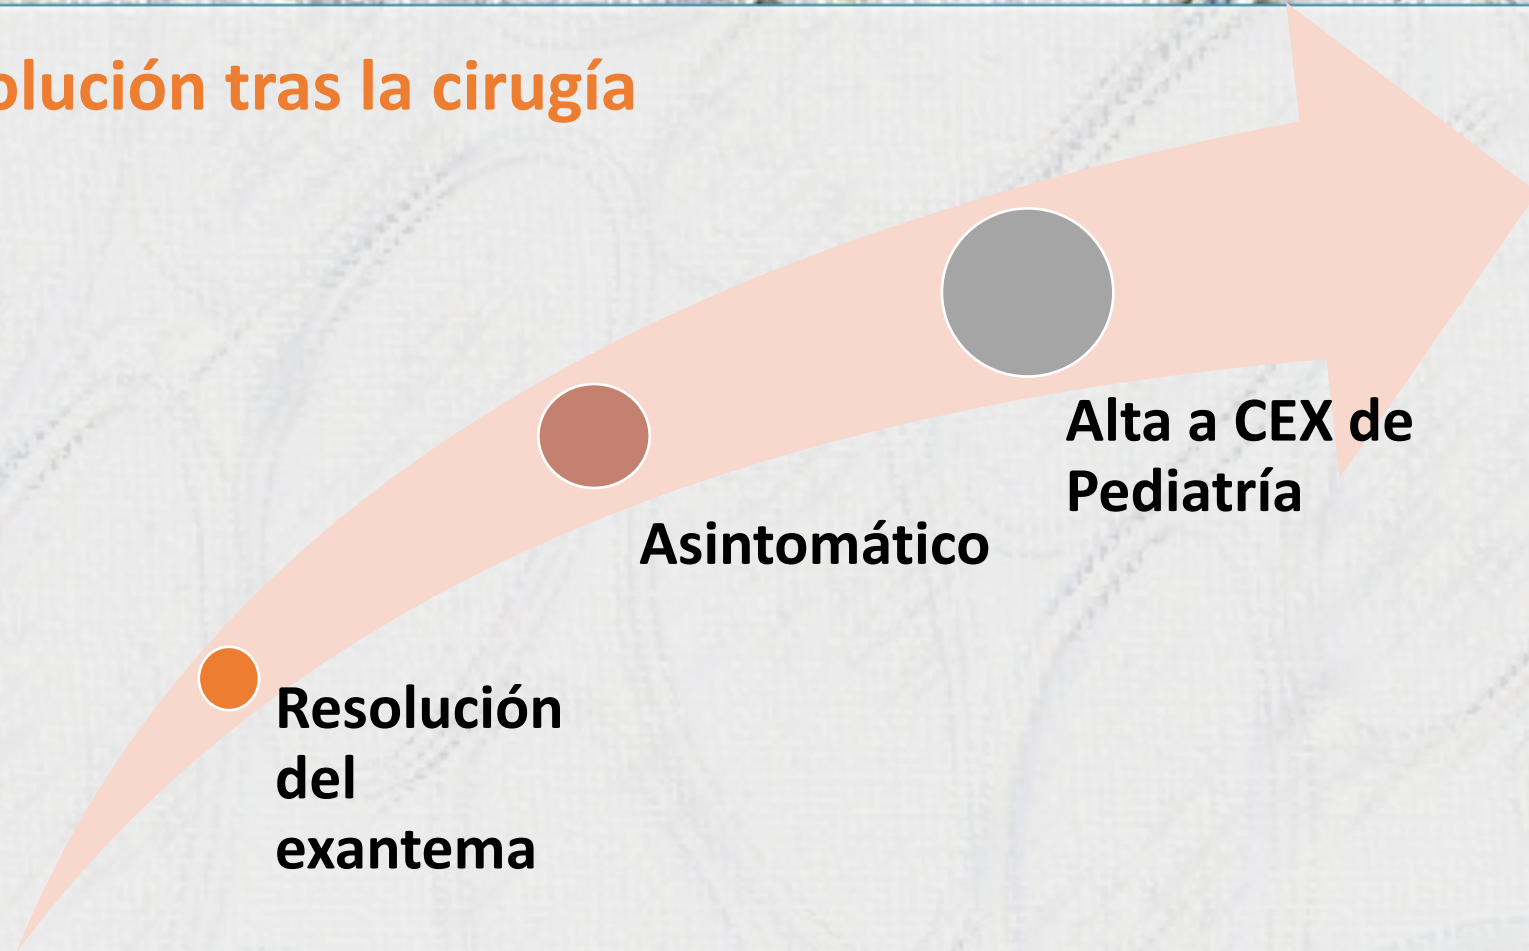 olución tras la cirugía
Alta a CEX de
Pediatría
Asintomático
Resolución
del
exantema